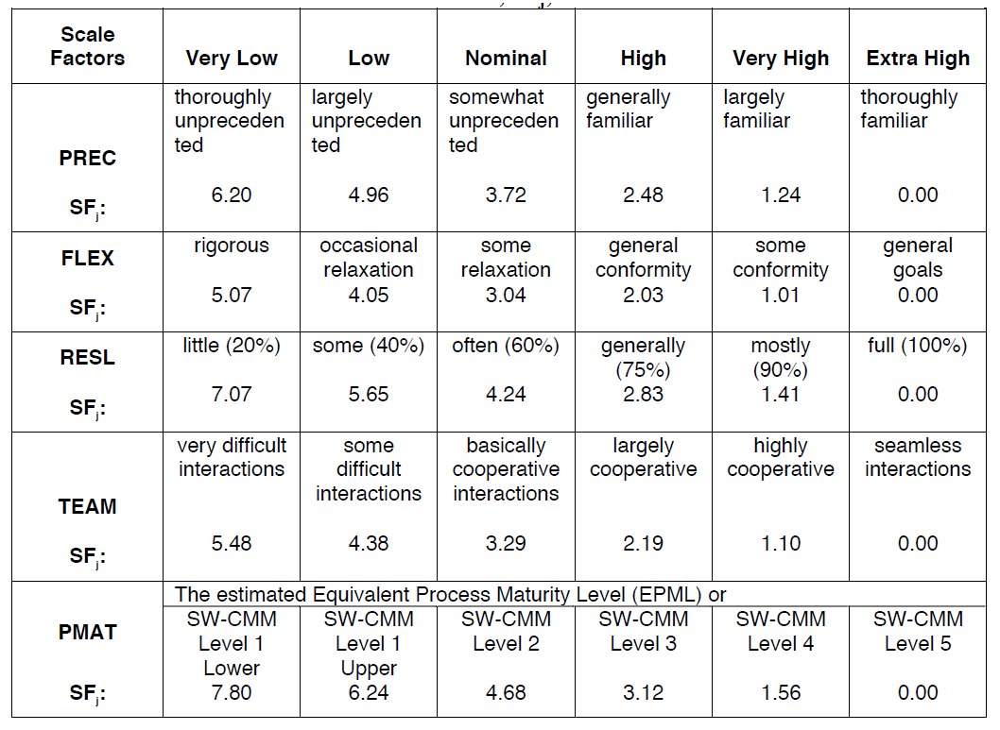 Scale Factors Very Low Low Nominal High Very High Extra High
thoroughly largely somewhat generally largely thoroughly
unpreceden unpreceden unpreceden familiar familiar familiar
ted ted ted
PREC
SFj: 6.20 4.96 3.72 2.48 1.24 0.00
FLEX rigorous occasional some general some general
relaxation relaxation conformity conformity goals
SFj: 5.07 4.05 3.04 2.03 1.01 0.00
RESL little (20%) some (40%) often (60%) generally mostly full (100%)
(75%) (90%)
SFj: 7.07 5.65 4.24 2.83 1.41 0.00
very difficult some basically largely highly seamless
interactions difficult cooperative cooperative cooperative interactions
interactions interactions
TEAM
SFj: 5.48 4.38 3.29 2.19 1.10 0.00
The estimated Equivalent Process Maturity Level (EPML) or
PMAT SW-CMM SW-CMM SW-CMM SW-CMM SW-CMM SW-CMM
Level 1 Level 1 Level 2 Level 3 Level 4 Level 5
Lower Upper
SFj: 7.80 6.24 4.68 3.12 1.56 0.00